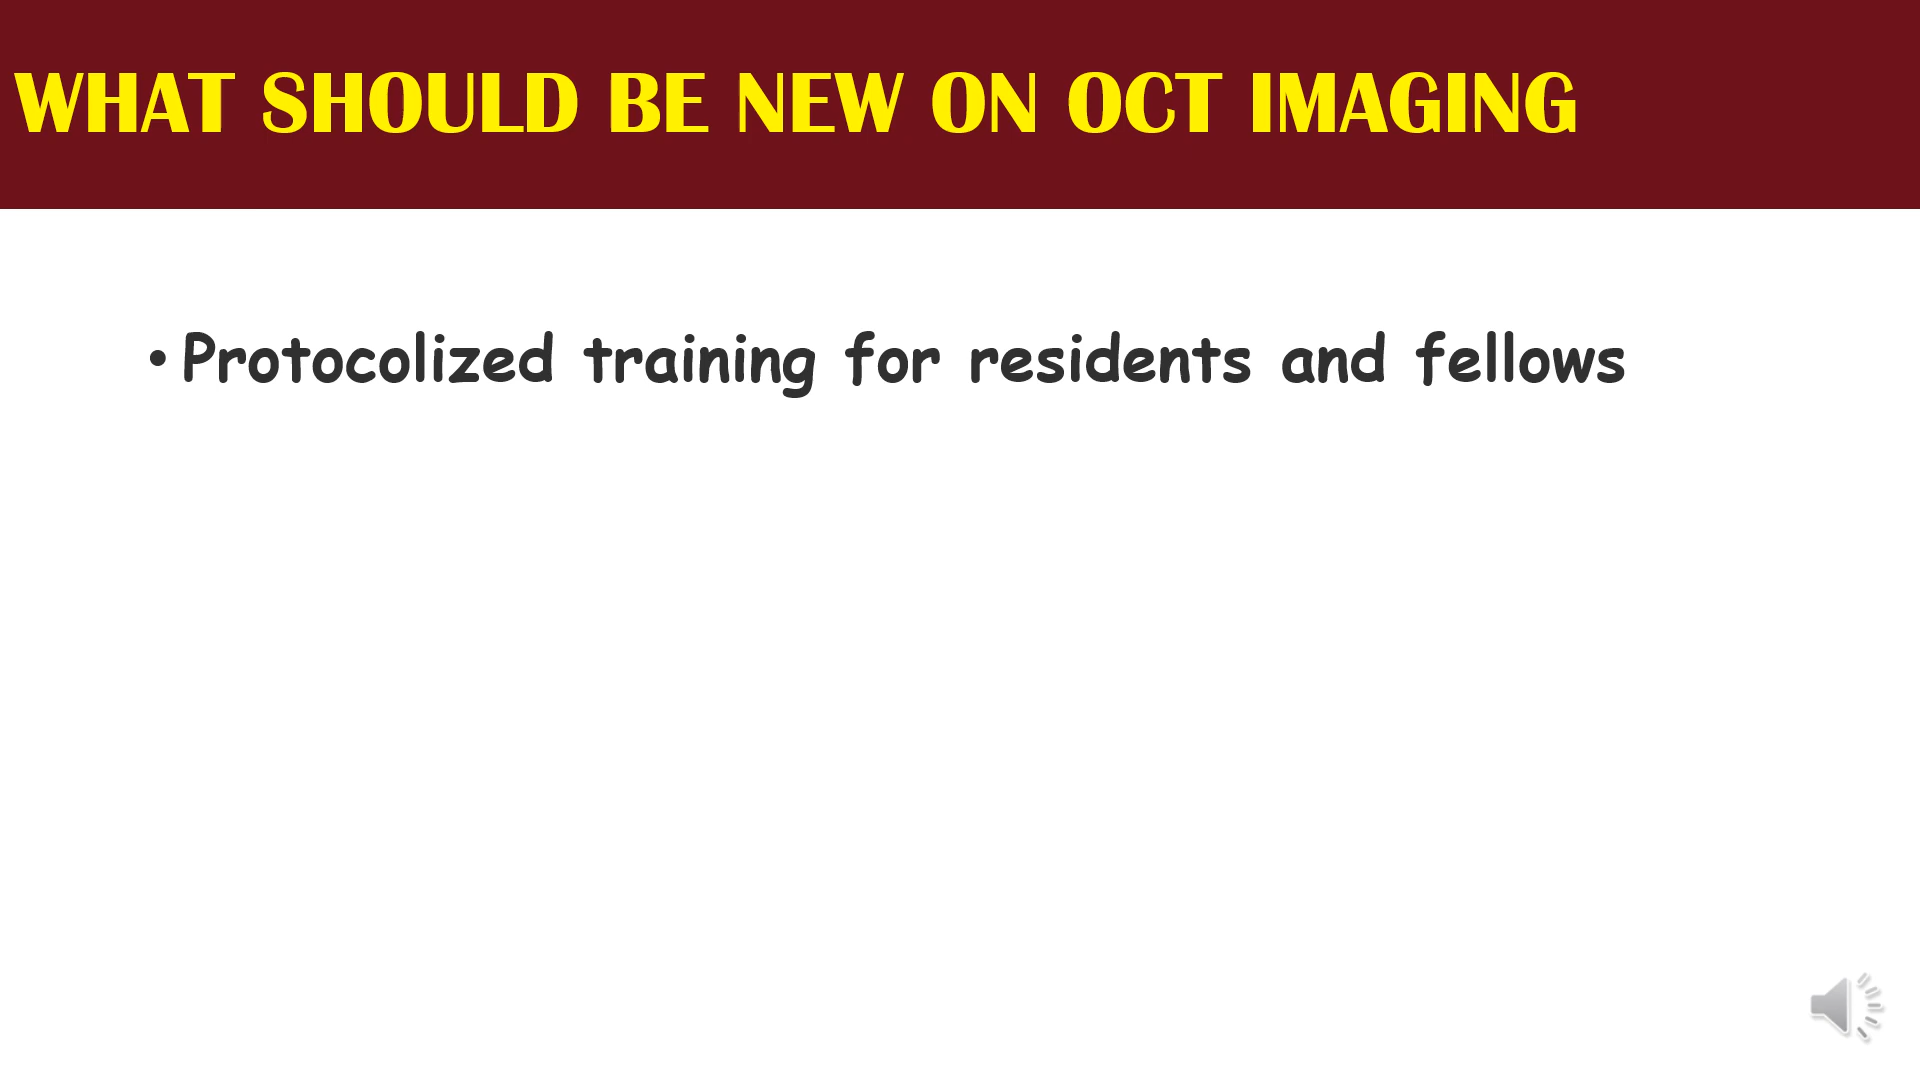 WHAT SHOULD BE NEW ON OCT IMAGING
• Protocolized training for residents and fellows